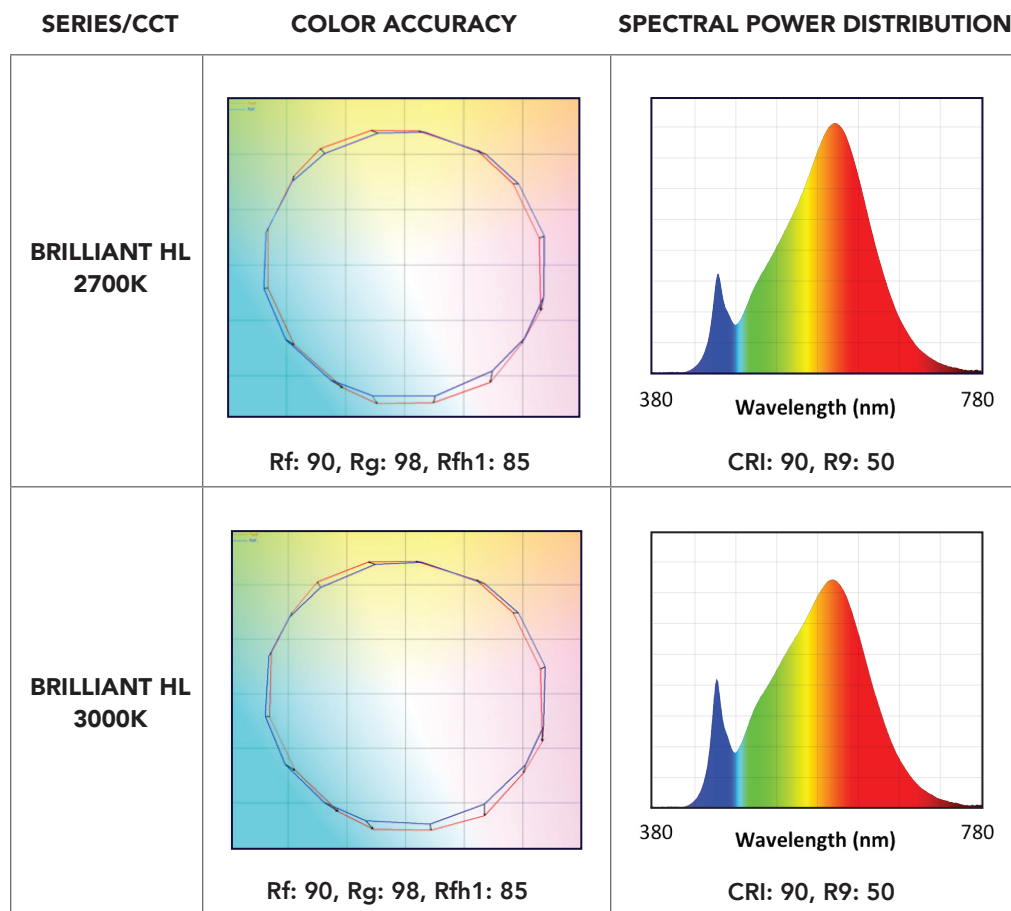 SERIES/CCT
COLOR ACCURACY
SPECTRAL POWER DISTRIBUTION
BRILLIANT HL
2700K
380
Wavelength (nm)
780
Rf: 90, Rg: 98, Rfh1: 85
CRI: 90, R9: 50
BRILLIANT HL
3000K
380
Wavelength (nm)
780
Rf: 90, Rg: 98, Rfh1: 85
CRI: 90, R9: 50